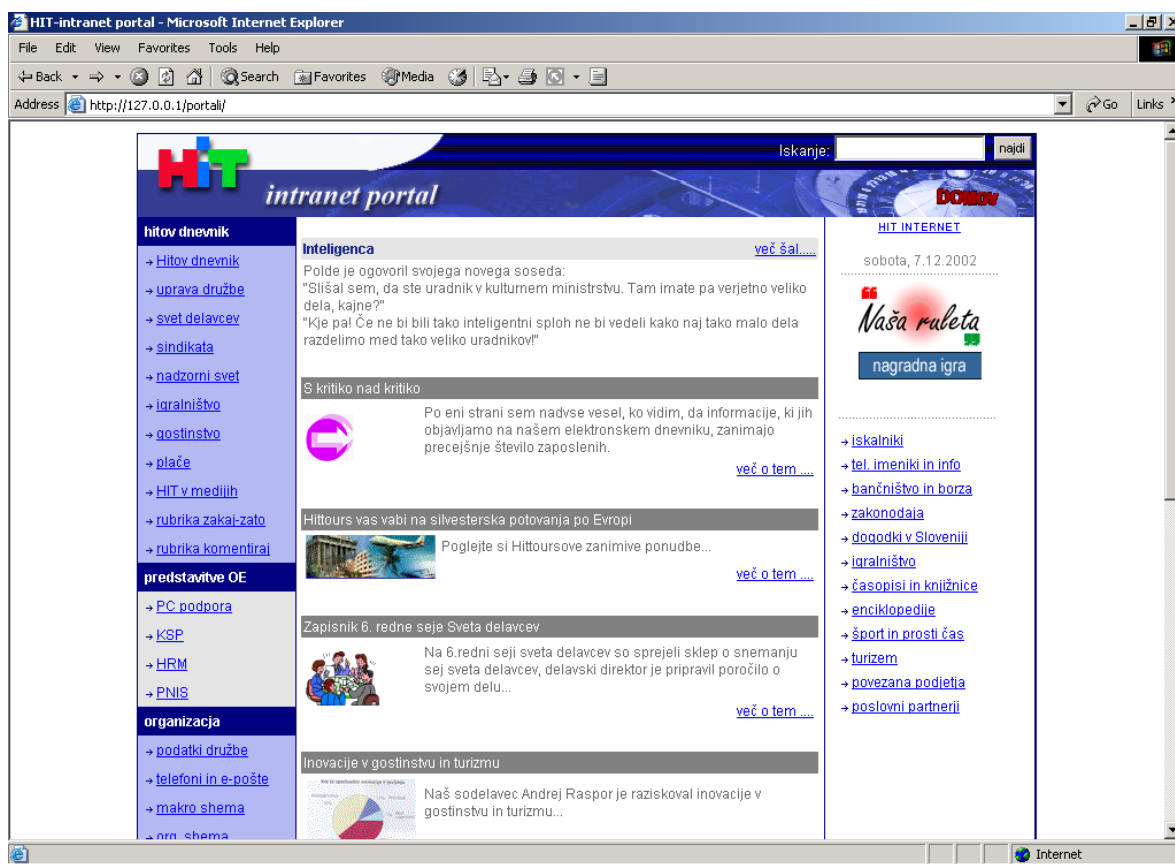 HIT-intranet portal - Microsoft Internet Explorer
File Edit View Favorites Tools Help
Back Search Favorites Media
Address http://127.0.0.1/portali/ Go Links
HiT
intranet portal
Iskanje: najdi
DOMOV
hitov dnevnik
Hitov dnevnik
uprava družbe
svet delavcev
sindikata
nadzorni svet
igralništvo
gostinstvo
plače
HIT v medijih
rubrika zakaj-zato
rubrika komentiraj
predstavitve OE
PC podpora
KSP
HRM
PNIS
organizacija
podatki družbe
telefoni in e-pošte
makro shema
org. shema
Inteligenca več šal.....
Polde je ogovoril svojega novega soseda:
"Slišal sem, da ste uradnik v kulturnem ministrstvu. Tam imate pa verjetno veliko
dela, kajne?"
"Kje pa! Če ne bi bili tako inteligentni sploh ne bi vedeli kako naj tako malo dela
razdelimo med tako veliko uradnikov!"
S kritiko nad kritiko
Po eni strani sem nadvse vesel, ko vidim, da informacije, ki jih
objavljamo na našem elektronskem dnevniku, zanimajo
precejšnje število zaposlenih.
več o tem ....
Hittours vas vabi na silvesterska potovanja po Evropi
Poglejte si Hittoursove zanimive ponudbe...
več o tem ....
Zapisnik 6. redne seje Sveta delavcev
Na 6.redni seji sveta delavcev so sprejeli sklep o snemanju
sej sveta delavcev, delavski direktor je pripravil poročilo o
svojem delu...
več o tem ....
Inovacije v gostinstvu in turizmu
Naš sodelavec Andrej Raspor je raziskoval inovacije v
gostinstvu in turizmu...
HIT INTERNET
sobota, 7.12.2002
Naša ruleta
nagradna igra
iskalniki
tel. imeniki in info
bančništvo in borza
zakonodaja
dogodki v Sloveniji
igralništvo
časopisi in knjižnice
enciklopedije
šport in prosti čas
turizem
povezana podjetja
poslovni partnerji
Internet